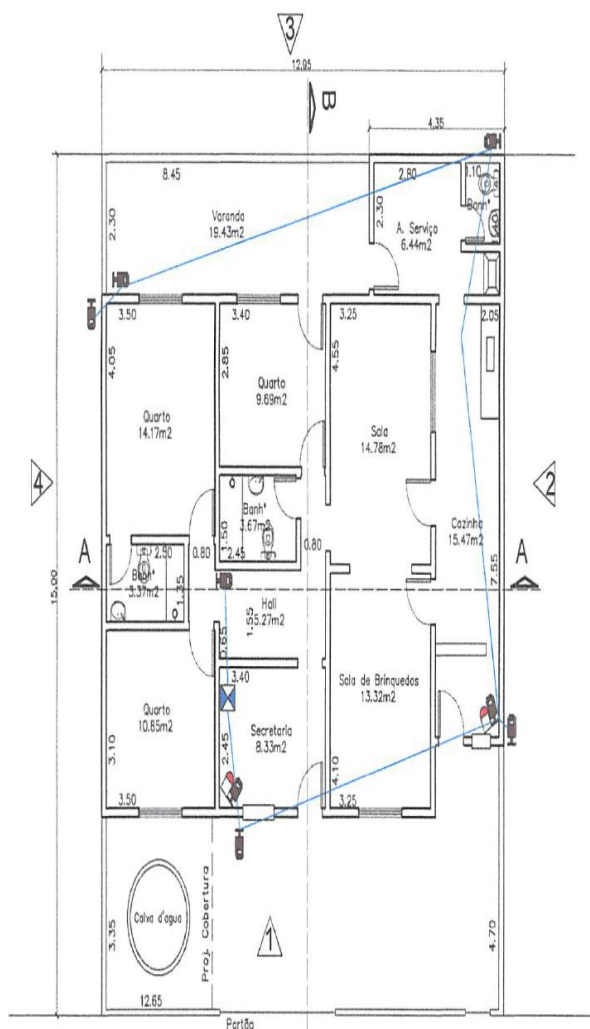 3
12,95
B
4,35
8.45
2.80
1.10
Varanda
19.43m2
2.30
2.30
A. Serviço
6.44m2
Banhº
3.50
3.40
3.25
2.05
4.05
2.85
4.55
Quarto
14.17m2
Quarto
9.69m2
Sala
14.78m2
4
2
Banhº
3.67m2
1.50
2.45
0.80
0.80
Cozinha
15.47m2
7.55
A
A
2.50
Banhº
3.37m2
1.35
15,00
Hall
5.27m2
1.55
0.65
3.40
Quarto
10.85m2
Secretaria
8.33m2
Sala de Brinquedos
13.32m2
3.10
2.45
4.10
3.50
3.25
Caixa d'agua
Proj. Cobertura
1
3.35
4.70
12.65
Portão